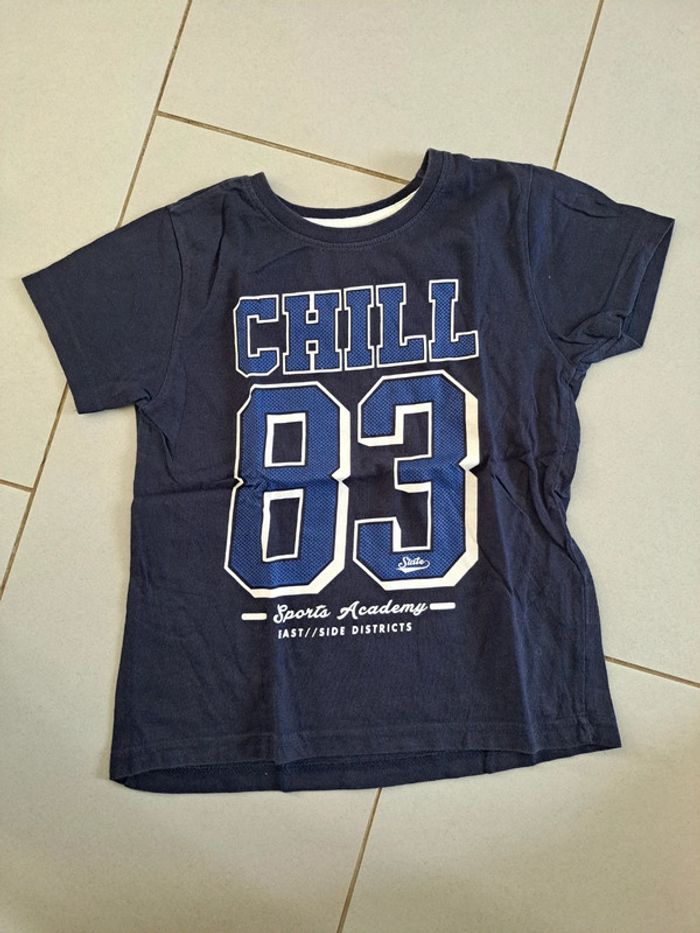 CHILL
83
State
Sports Academy
EAST//SIDE DISTRICTS